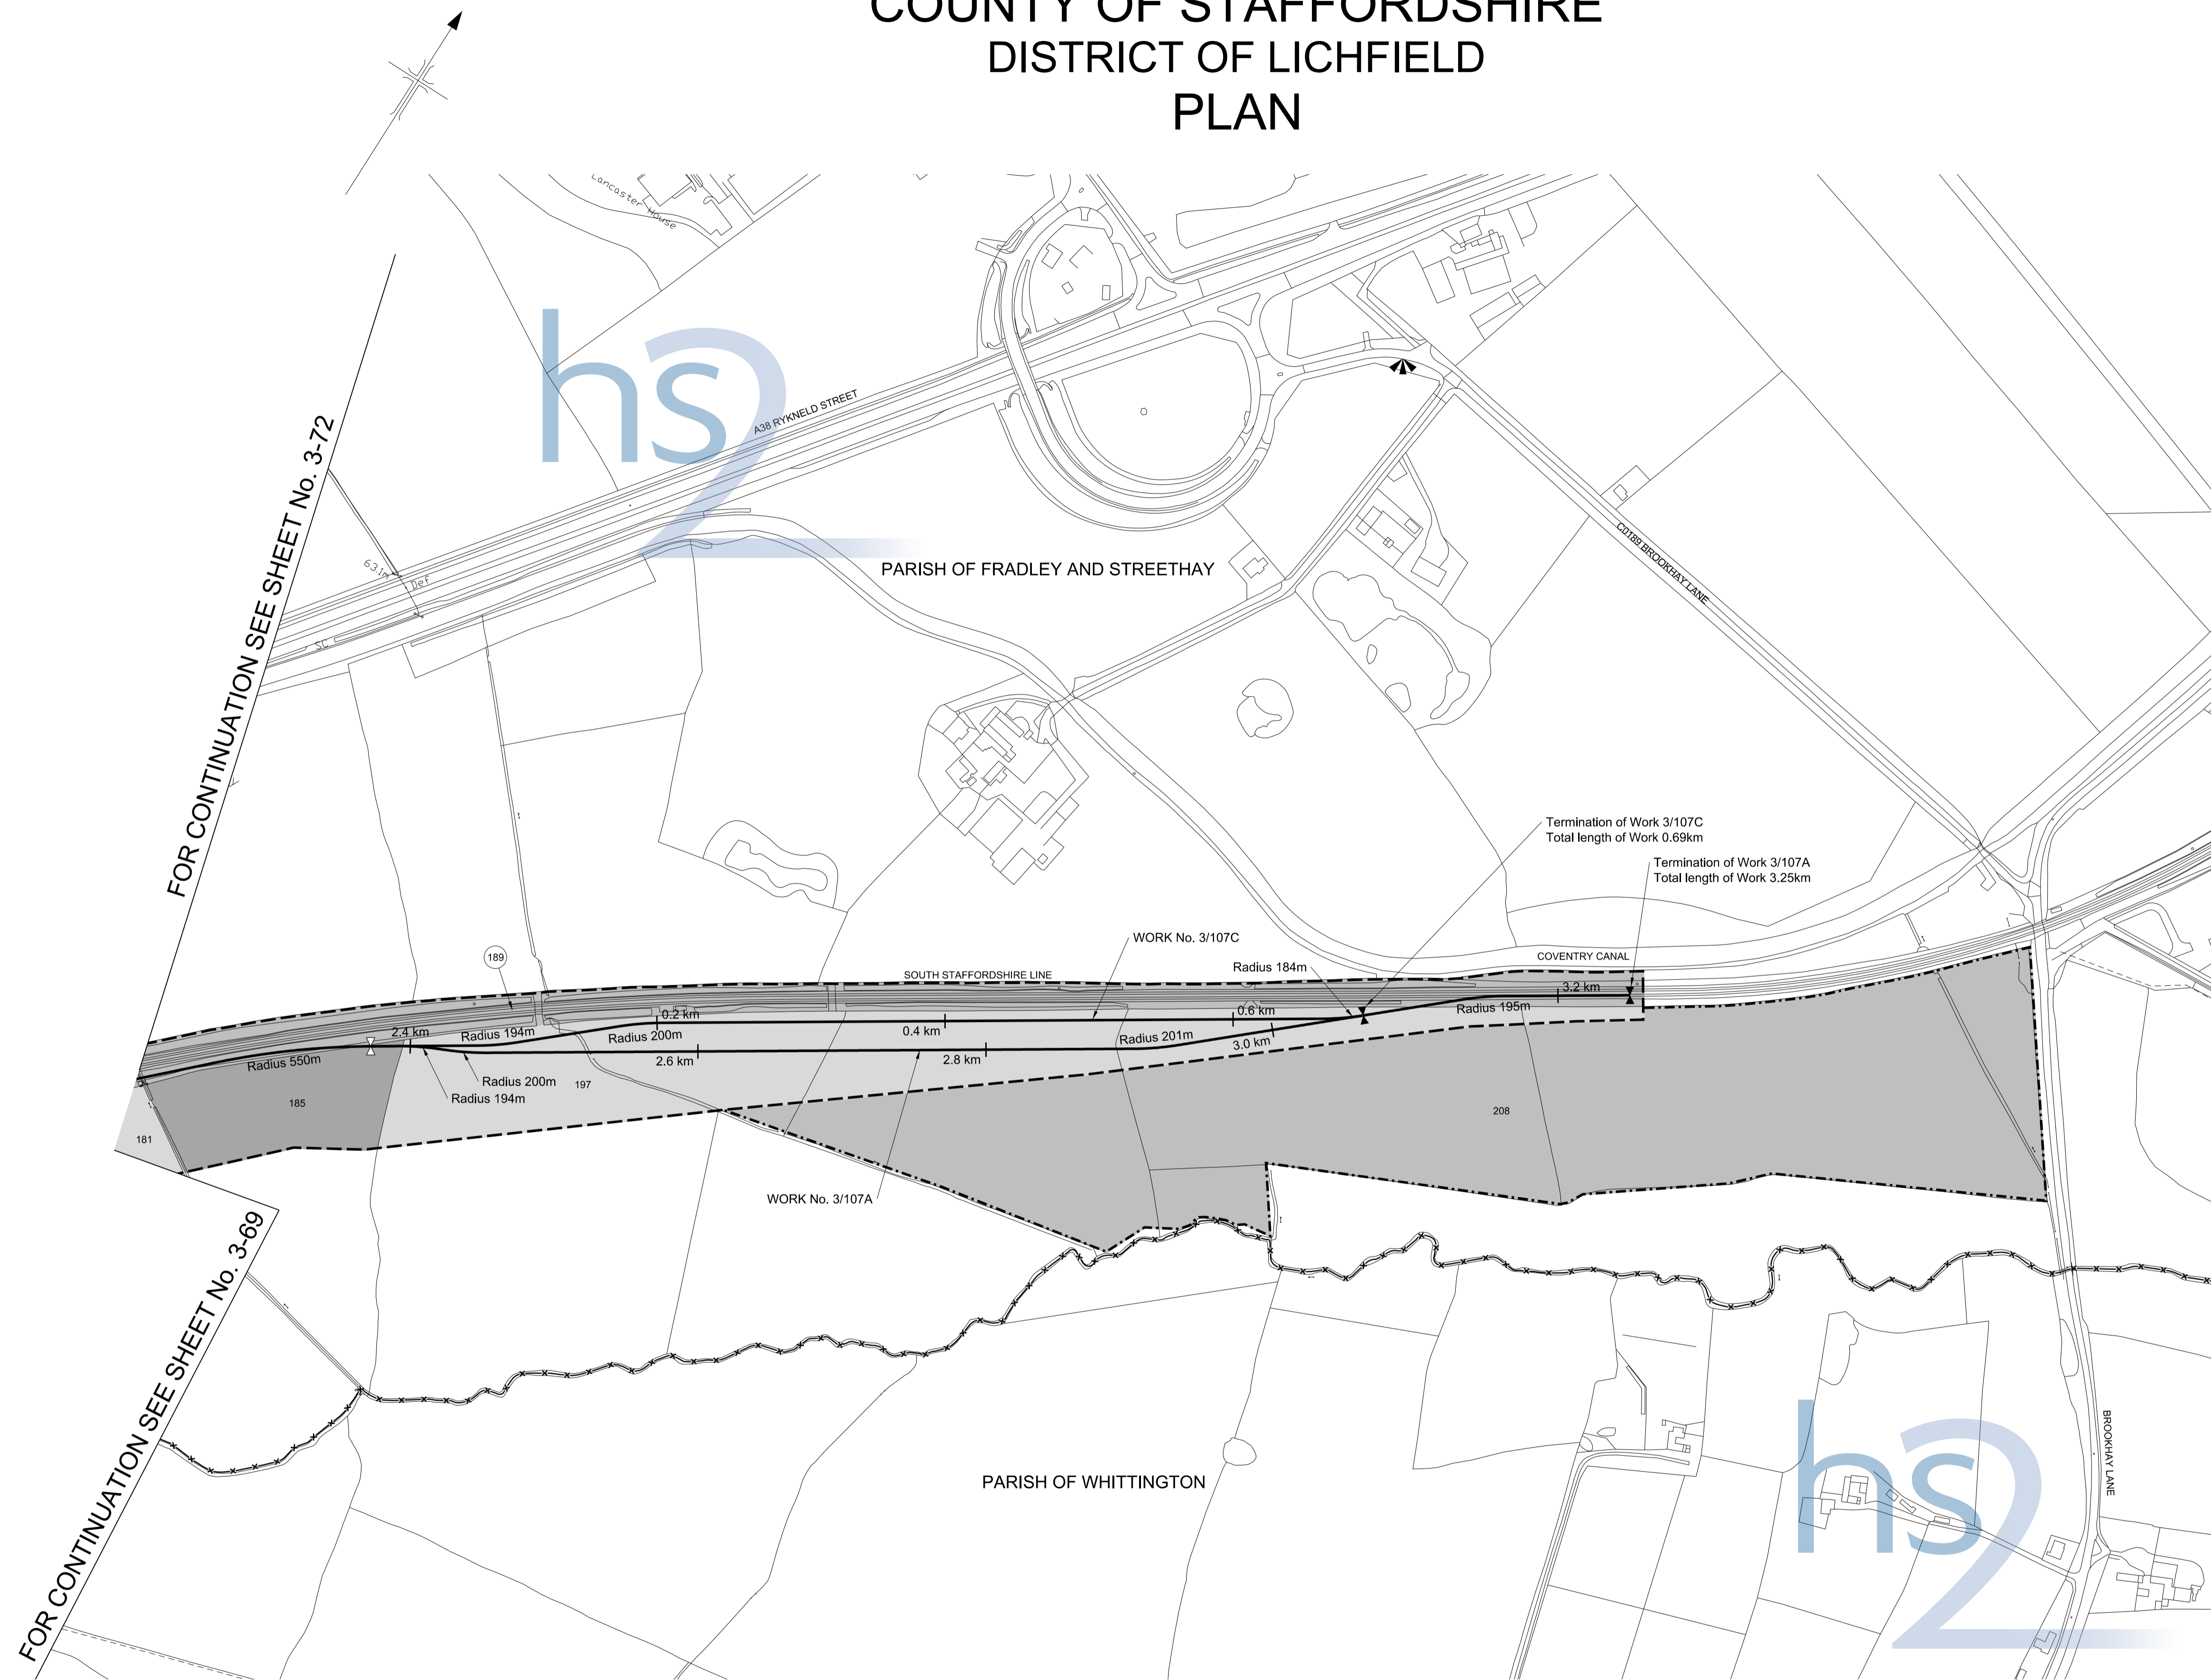 COUNTY OF STAFFORDSHIRE
DISTRICT OF LICHFIELD
PLAN
Lancaster House
hs2
A38 RYKNELD STREET
FOR CONTINUATION SEE SHEET No. 3-72
63.1m
Def
SC
C0189 BROOKHAY LANE
PARISH OF FRADLEY AND STREETHAY
Termination of Work 3/107C
Total length of Work 0.69km
Termination of Work 3/107A
Total length of Work 3.25km
WORK No. 3/107C
189
SOUTH STAFFORDSHIRE LINE
Radius 184m
COVENTRY CANAL
3.2 km
Radius 195m
0.2 km
0.4 km
0.6 km
2.4 km
Radius 194m
Radius 200m
Radius 201m
3.0 km
Radius 550m
2.6 km
2.8 km
Radius 200m
197
Radius 194m
185
208
181
WORK No. 3/107A
FOR CONTINUATION SEE SHEET No. 3-69
PARISH OF WHITTINGTON
BROOKHAY LANE
hs2